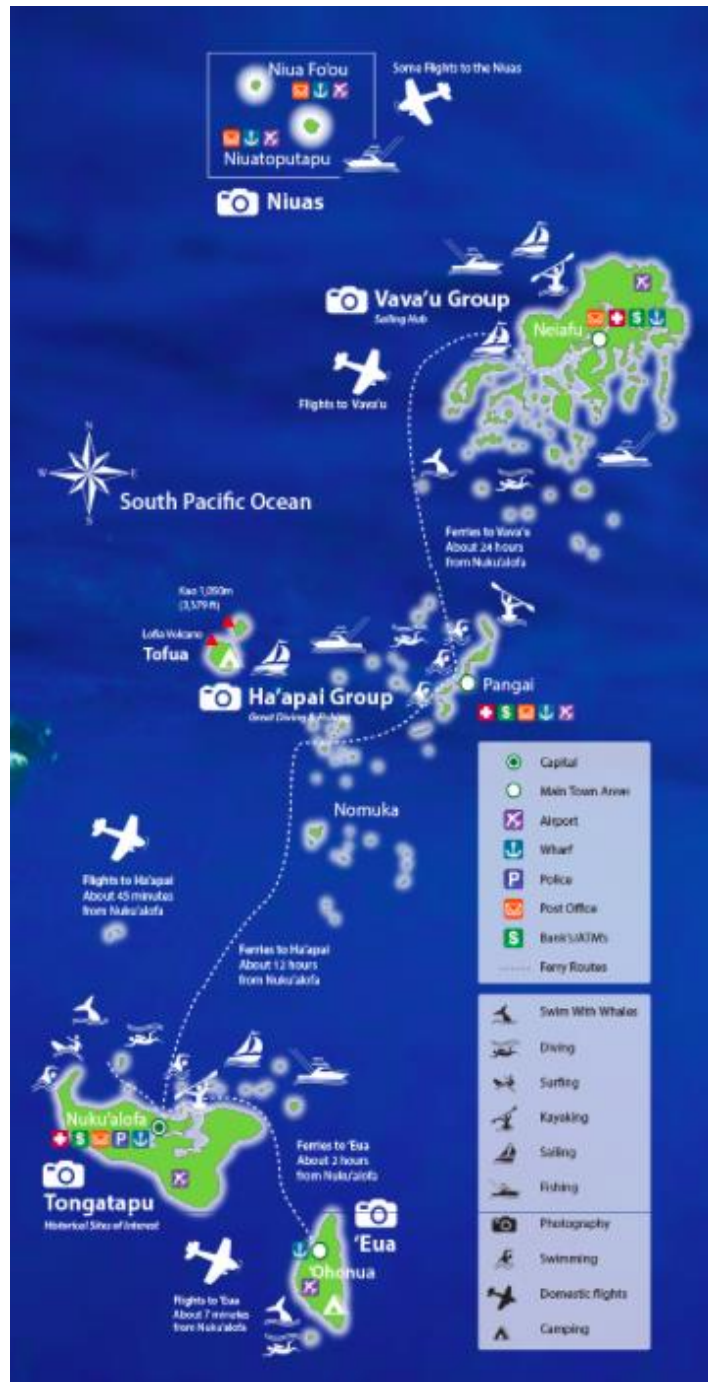 Niua Fo'ou
Some Flights to the Niuas
Niuatoputapu
Niuas
Vava'u Group
Sailing Hub
Neiafu
Flights to Vava'u
N
W
E
S
South Pacific Ocean
Ferries to Vava'u
About 24 hours
from Nuku'alofa
Kao 1,050m
(3,379 ft)
Lofia Volcano
Tofua
Ha'apai Group
Great Diving & Fishing
Pangai
Capital
Main Town Areas
Airport
Nomuka
Wharf
P
Police
Post Office
S
Bank's/ATM's
Ferry Routes
Flights to Ha'apai
About 45 minutes
from Nuku'alofa
Ferries to Ha'apai
About 12 hours
from Nuku'alofa
Swim With Whales
Diving
Surfing
Kayaking
Sailing
Fishing
Photography
Swimming
Domestic flights
Camping
Nuku'alofa
S
P
Tongatapu
Historical Sites of Interest
Ferries to 'Eua
About 2 hours
from Nuku'alofa
'Eua
'Ohonua
Flights to 'Eua
About 7 minutes
from Nuku'alofa